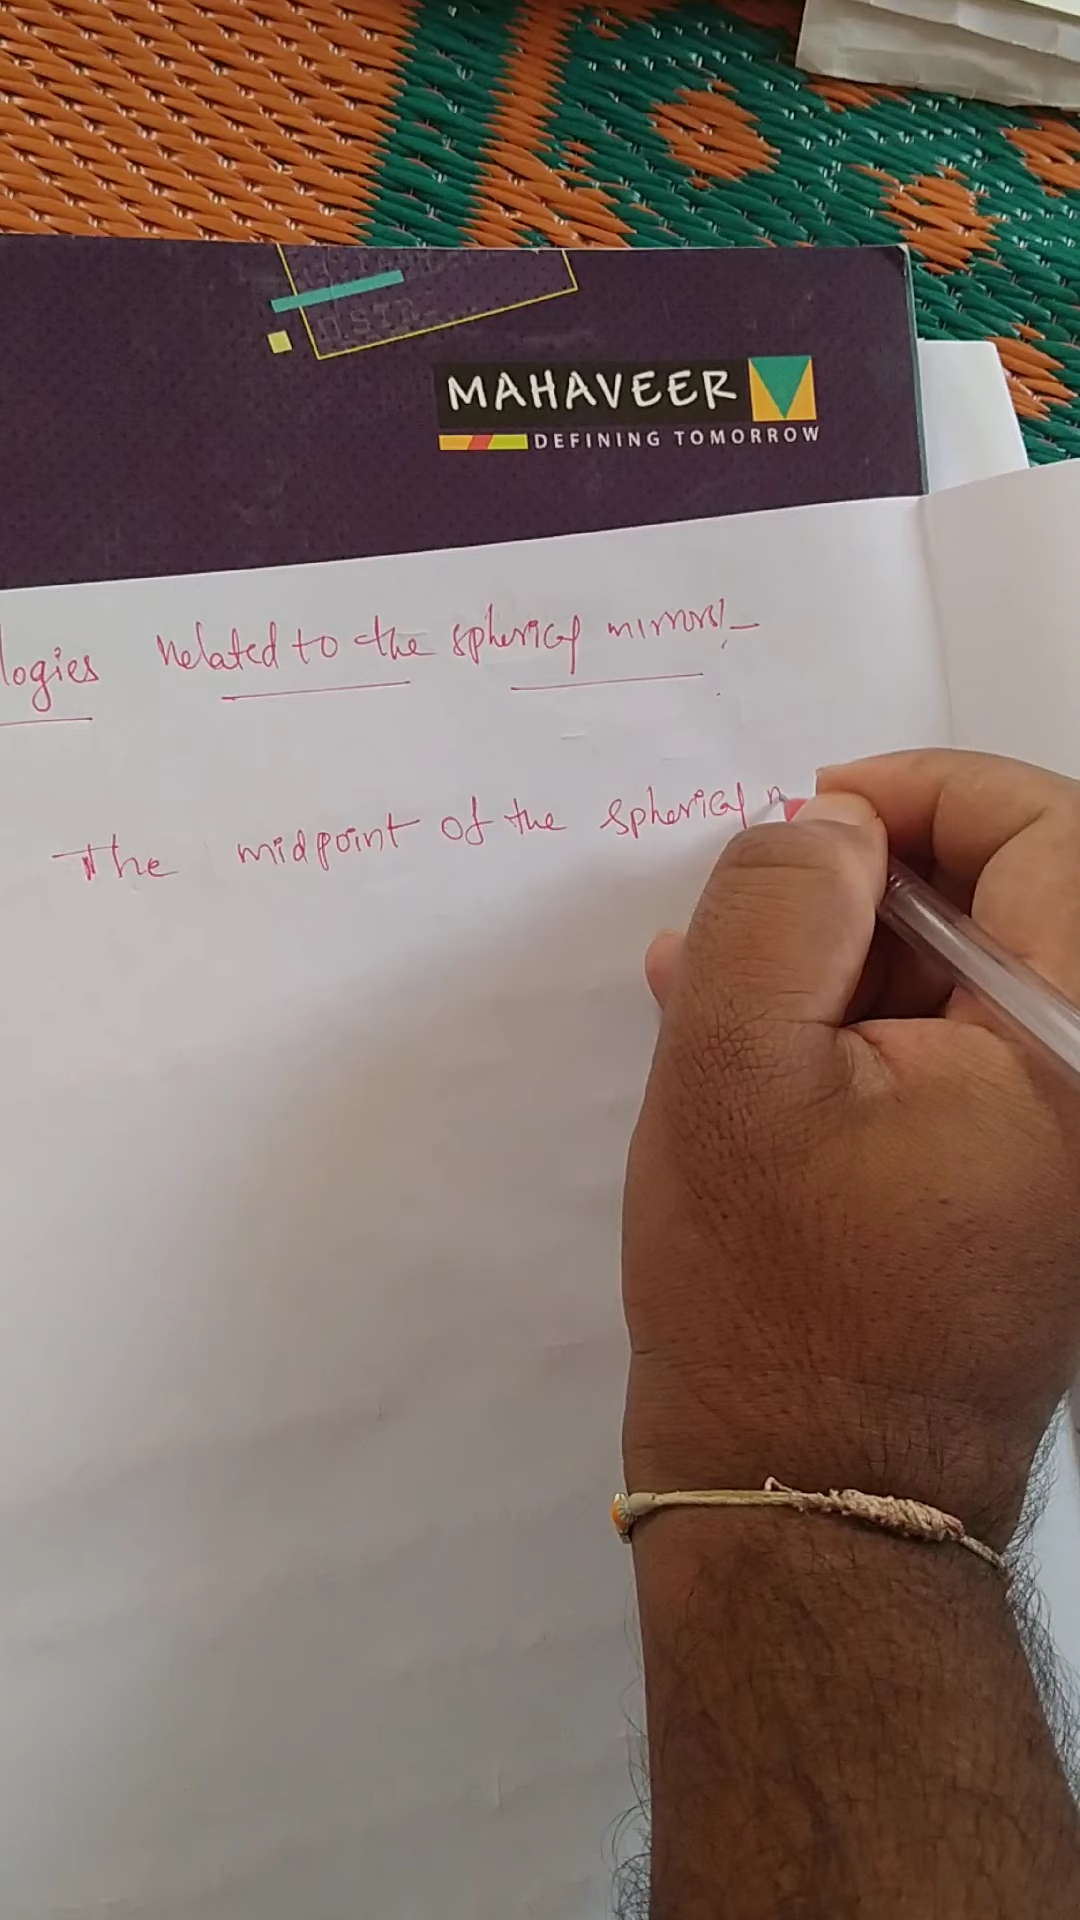 MAHAVEER
DEFINING TOMORROW
logies related to the spherical mirrors:-
The midpoint of the spherical m